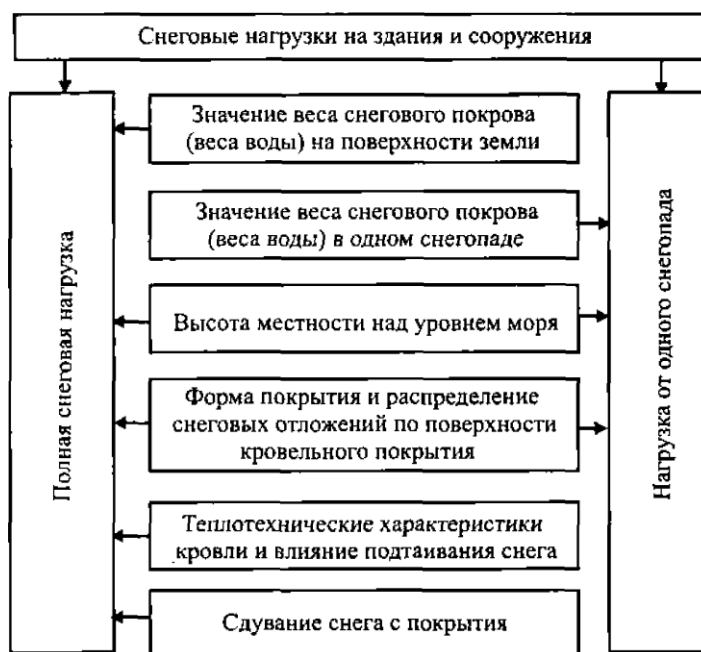 Снеговые нагрузки на здания и сооружения
Полная снеговая нагрузка
Значение веса снегового покрова
(веса воды) на поверхности земли
Значение веса снегового покрова
(веса воды) в одном снегопаде
Высота местности над уровнем моря
Форма покрытия и распределение
снеговых отложений по поверхности
кровельного покрытия
Теплотехнические характеристики
кровли и влияние подтаивания снега
Сдувание снега с покрытия
Нагрузка от одного снегопада